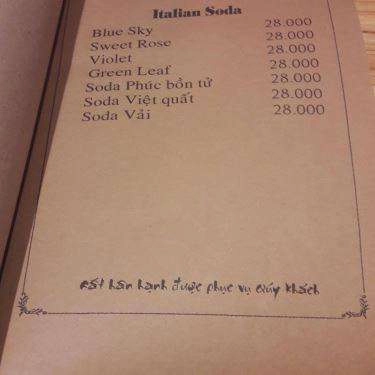 Italian Soda
Blue Sky 28.000
Sweet Rose 28.000
Violet 28.000
Green Leaf 28.000
Soda Phúc bồn tử 28.000
Soda Việt quất 28.000
Soda Vải 28.000
Rất hân hạnh được phục vụ Quý khách